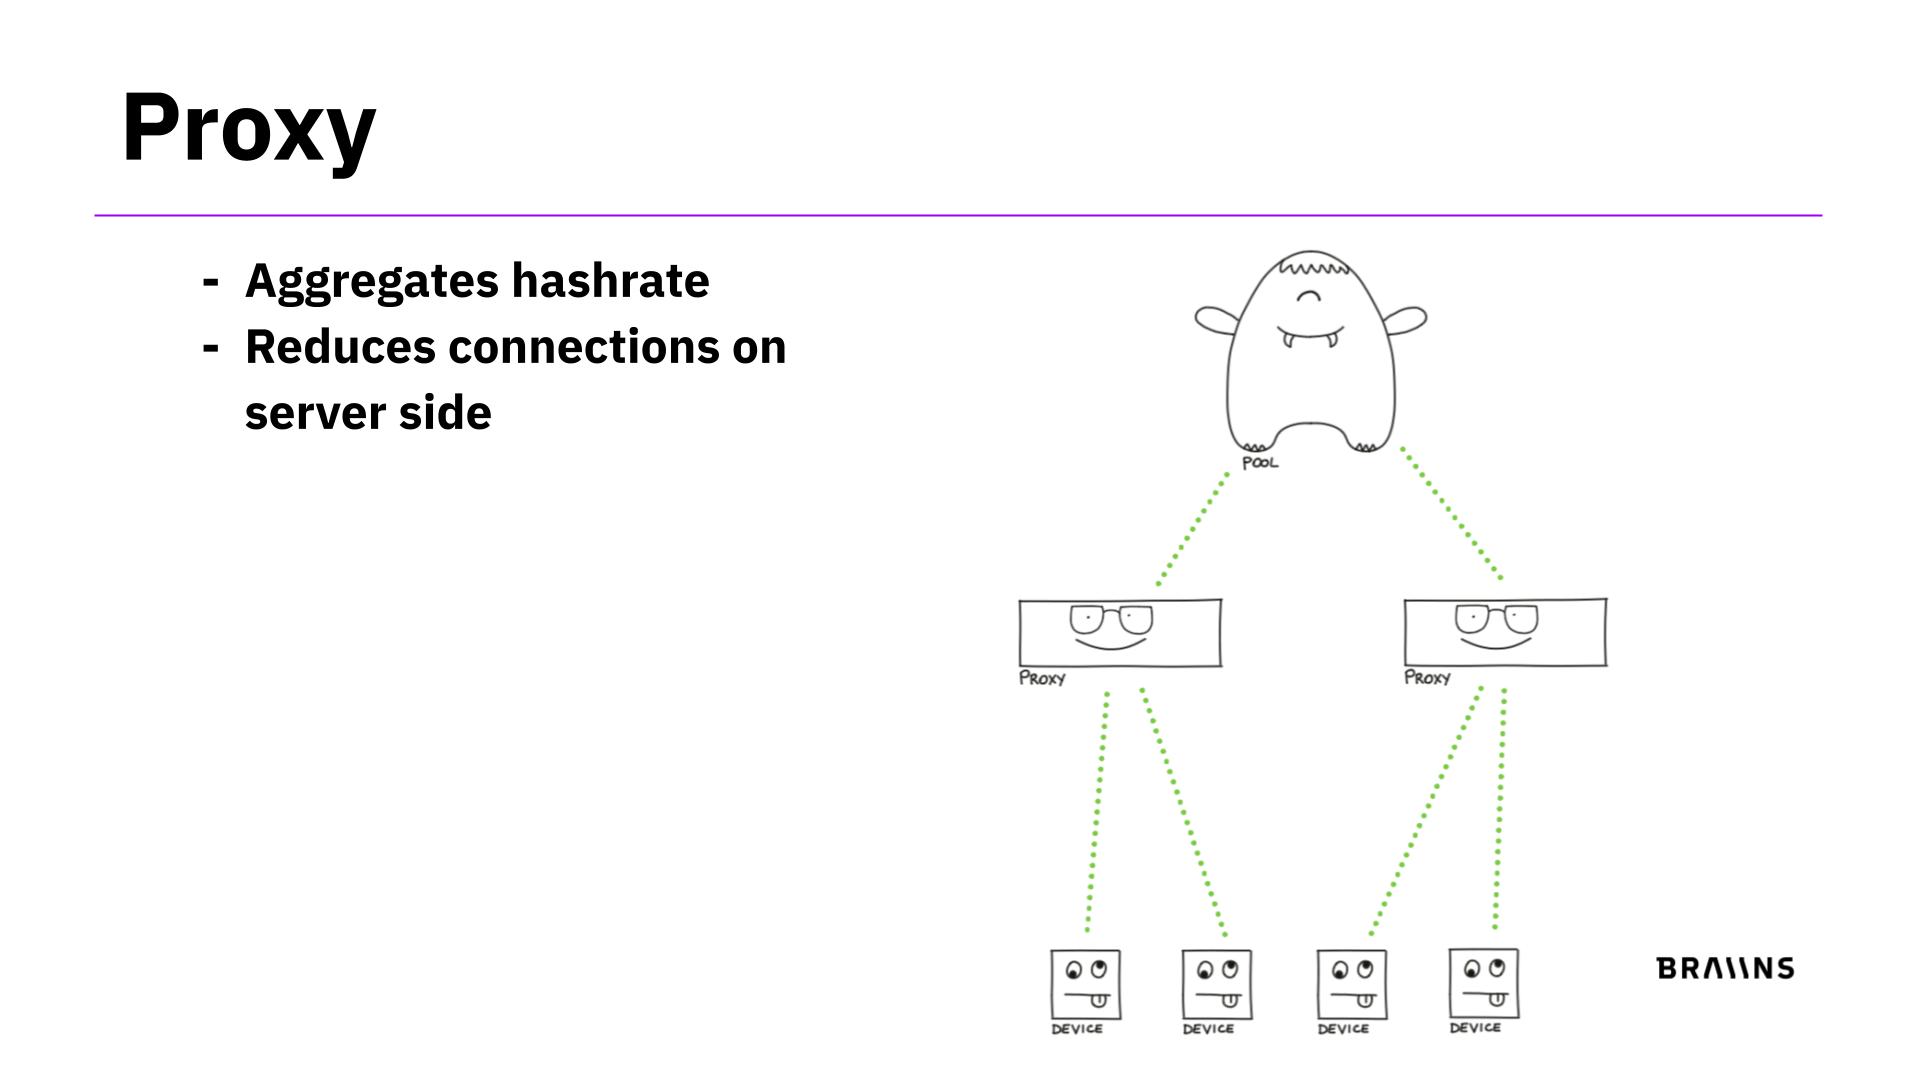 Proxy
- Aggregates hashrate
- Reduces connections on
server side
POOL
PROXY
PROXY
DEVICE
DEVICE
DEVICE
DEVICE
BRAIINS